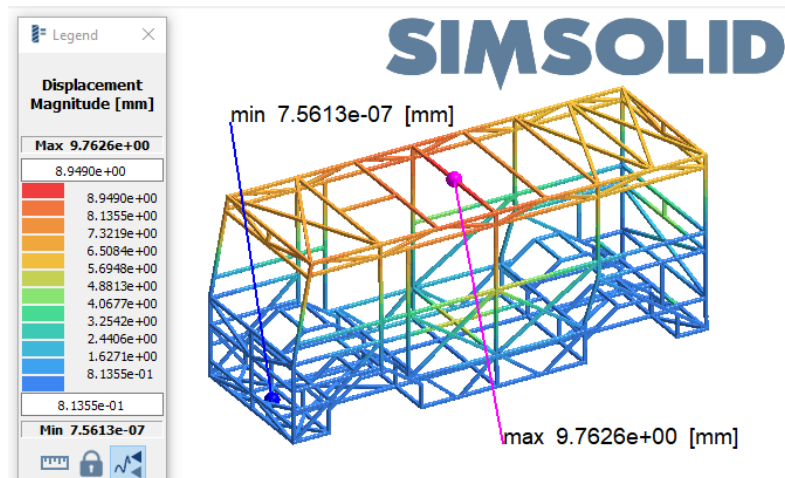 Legend
SIMSOLID
Displacement
Magnitude [mm]
min 7.5613e-07 [mm]
Max 9.7626e+00
8.9490e+00
8.9490e+00
8.1355e+00
7.3219e+00
6.5084e+00
5.6948e+00
4.8813e+00
4.0677e+00
3.2542e+00
2.4406e+00
1.6271e+00
8.1355e-01
8.1355e-01
Min 7.5613e-07
max 9.7626e+00 [mm]